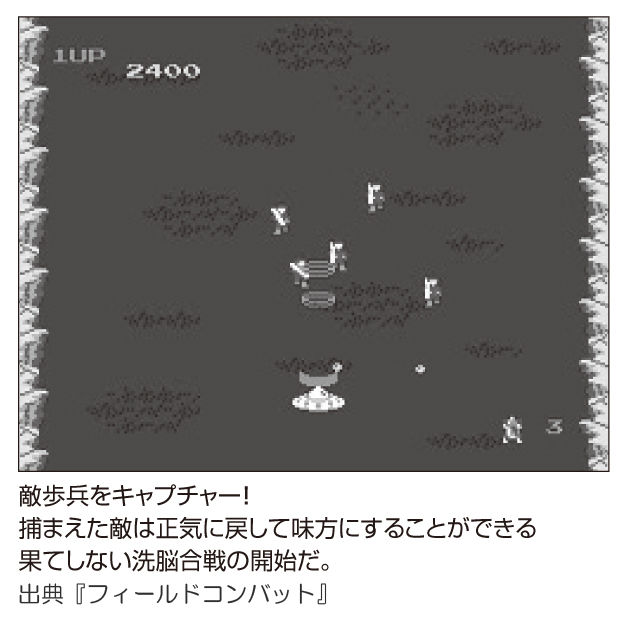 1UP
2400
3
敵歩兵をキャプチャー!
捕まえた敵は正気に戻して味方にすることができる
果てしない洗脳合戦の開始だ。
出典『フィールドコンバット』